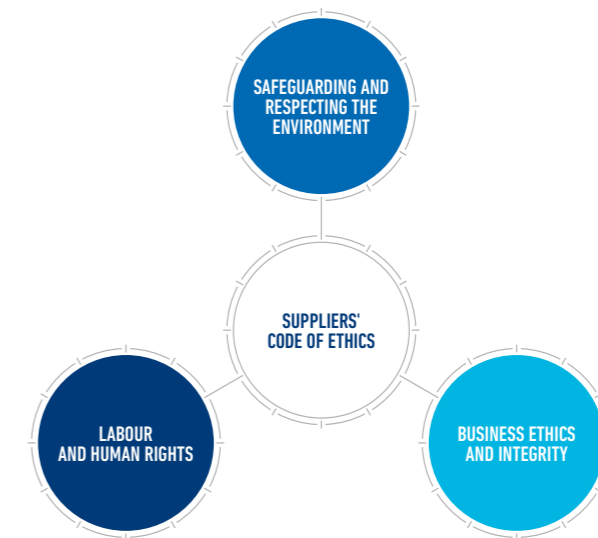 SAFEGUARDING AND
RESPECTING THE
ENVIRONMENT
SUPPLIERS'
CODE OF ETHICS
LABOUR
AND HUMAN RIGHTS
BUSINESS ETHICS
AND INTEGRITY